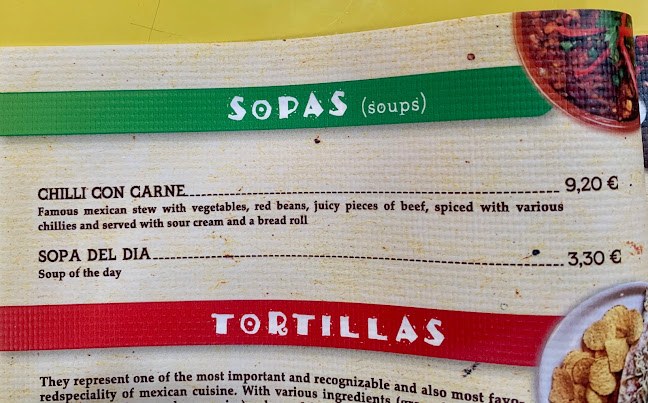 SOPAS (soups)
CHILLI CON CARNE 9,20 €
Famous mexican stew with vegetables, red beans, juicy pieces of beef, spiced with various
chillies and served with sour cream and a bread roll
SOPA DEL DIA 3,30 €
Soup of the day
TORTILLAS
They represent one of the most important and recognizable and also most favo-
redspeciality of mexican cuisine. With various ingredients